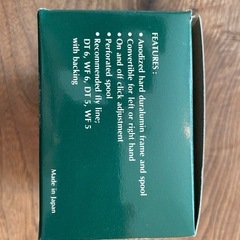 FEATURES :
• Anodized hard duralumin frame and spool
• Convertible for left or right hand
• On and off click adjustment
• Perforated spool
• Recommended fly line;
DT 6, WF 6, DT 5, WF 5
with backing
Made in Japan